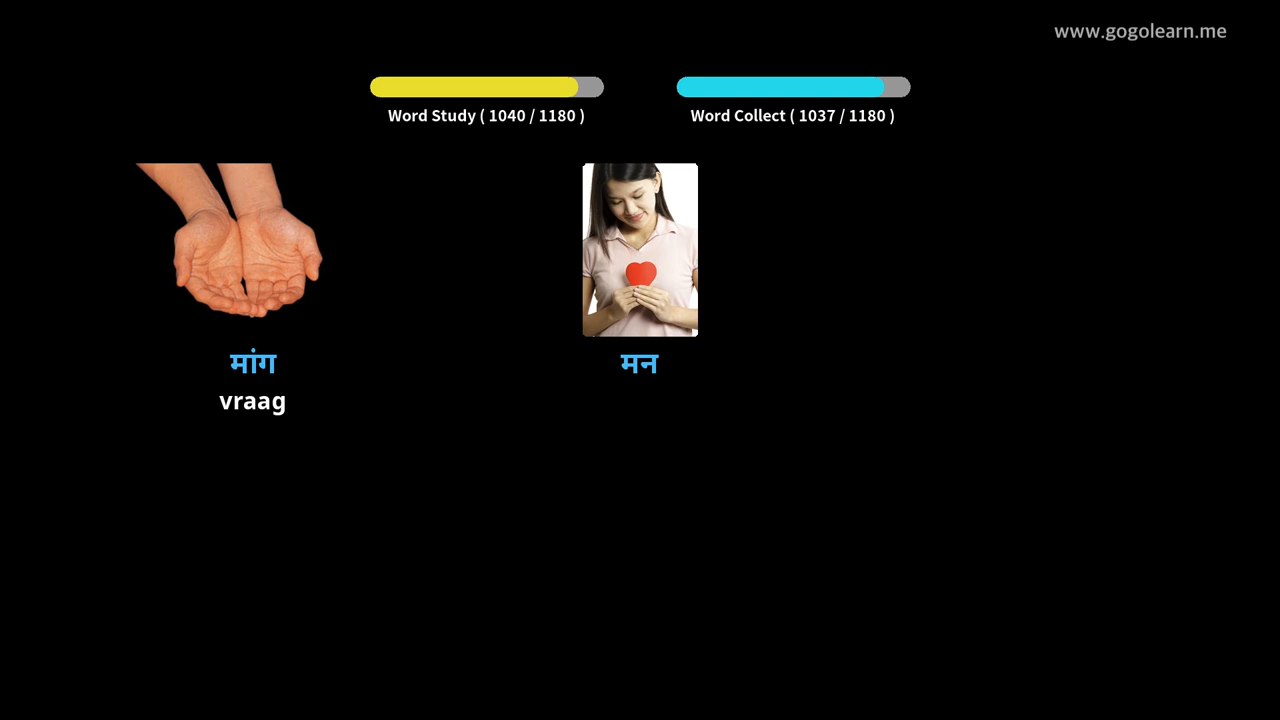 www.gogolearn.me
Word Study ( 1040 / 1180 )
Word Collect ( 1037 / 1180 )
मांग
मन
vraag